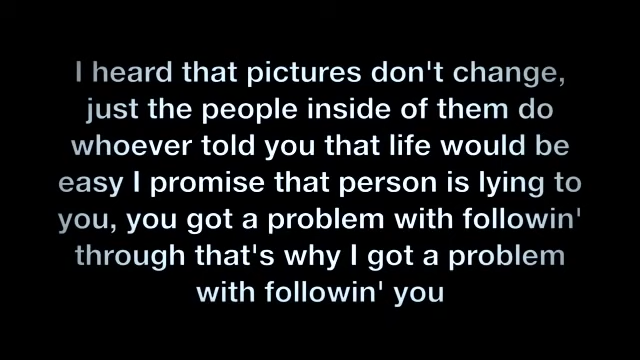 I heard that pictures don't change,
just the people inside of them do
whoever told you that life would be
easy I promise that person is lying to
you, you got a problem with followin'
through that's why I got a problem
with followin' you